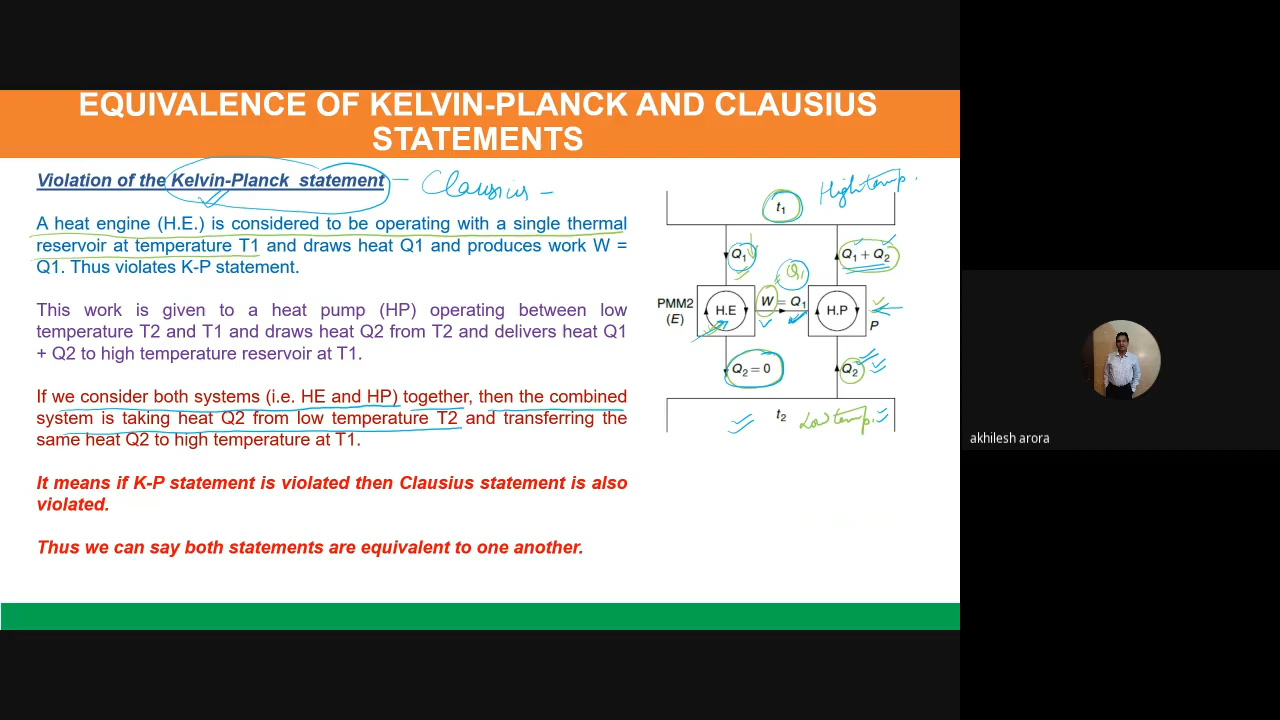 EQUIVALENCE OF KELVIN-PLANCK AND CLAUSIUS
STATEMENTS
Violation of the Kelvin-Planck statement - Clausius -
A heat engine (H.E.) is considered to be operating with a single thermal
reservoir at temperature T1 and draws heat Q1 and produces work W =
Q1. Thus violates K-P statement.
This work is given to a heat pump (HP) operating between low
temperature T2 and T1 and draws heat Q2 from T2 and delivers heat Q1
+ Q2 to high temperature reservoir at T1.
If we consider both systems (i.e. HE and HP) together, then the combined
system is taking heat Q2 from low temperature T2 and transferring the
same heat Q2 to high temperature at T1.
It means if K-P statement is violated then Clausius statement is also
violated.
Thus we can say both statements are equivalent to one another.
t1 High temp.
Q1 Q1 + Q2
Q1
PMM2 H.E W = Q1 H.P
(E) P
Q2 = 0 Q2
t2 Low temp.
akhilesh arora